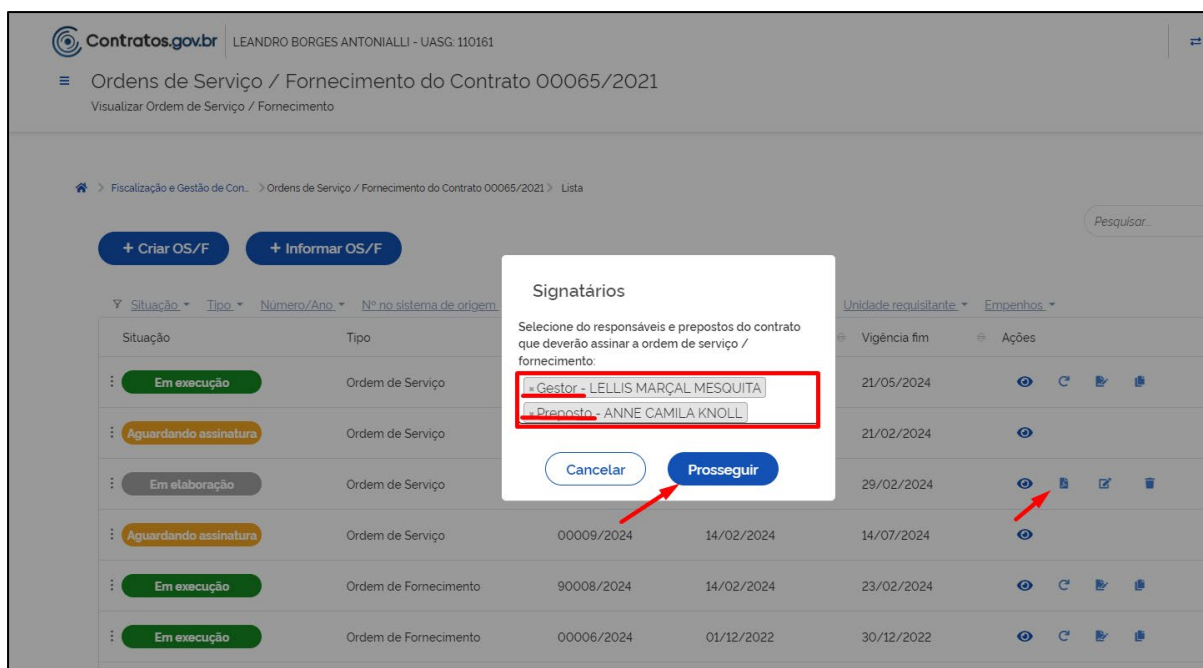 Contratos.gov.br LEANDRO BORGES ANTONIALLI - UASG: 110161
Ordens de Serviço / Fornecimento do Contrato 00065/2021
Visualizar Ordem de Serviço / Fornecimento
Fiscalização e Gestão de Con... > Ordens de Serviço / Fornecimento do Contrato 00065/2021 > Lista
Pesquisar...
+ Criar OS/F + Informar OS/F
Situação Tipo Número/Ano Nº no sistema de origem Unidade requisitante Empenhos
Situação Tipo Vigência fim Ações
Signatários
Selecione do responsáveis e prepostos do contrato
que deverão assinar a ordem de serviço /
fornecimento:
× Gestor - LELLIS MARÇAL MESQUITA
× Preposto - ANNE CAMILA KNOLL
Cancelar Prosseguir
Em execução Ordem de Serviço 21/05/2024
Aguardando assinatura Ordem de Serviço 21/02/2024
Em elaboração Ordem de Serviço 29/02/2024
Aguardando assinatura Ordem de Serviço 00009/2024 14/02/2024 14/07/2024
Em execução Ordem de Fornecimento 90008/2024 14/02/2024 23/02/2024
Em execução Ordem de Fornecimento 00006/2024 01/12/2022 30/12/2022